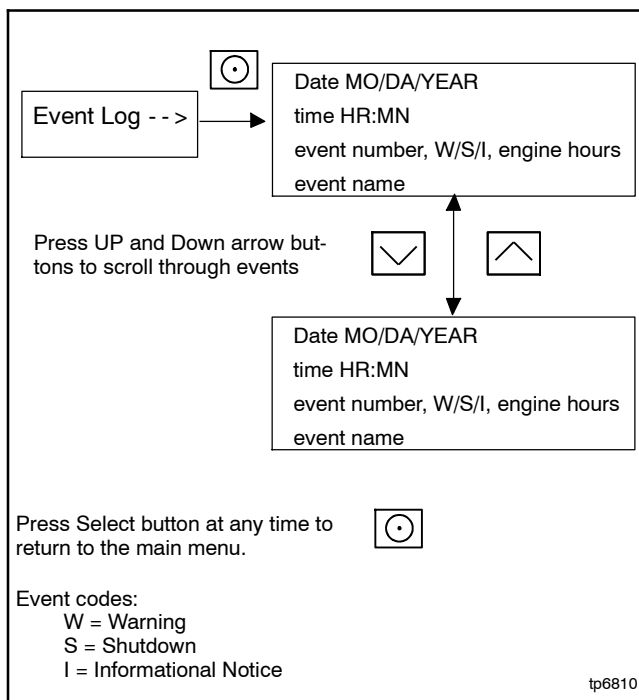 Event Log - - >
Date MO/DA/YEAR
time HR:MN
event number, W/S/I, engine hours
event name
Press UP and Down arrow but-
tons to scroll through events
Date MO/DA/YEAR
time HR:MN
event number, W/S/I, engine hours
event name
Press Select button at any time to
return to the main menu.
Event codes:
W = Warning
S = Shutdown
I = Informational Notice
tp6810